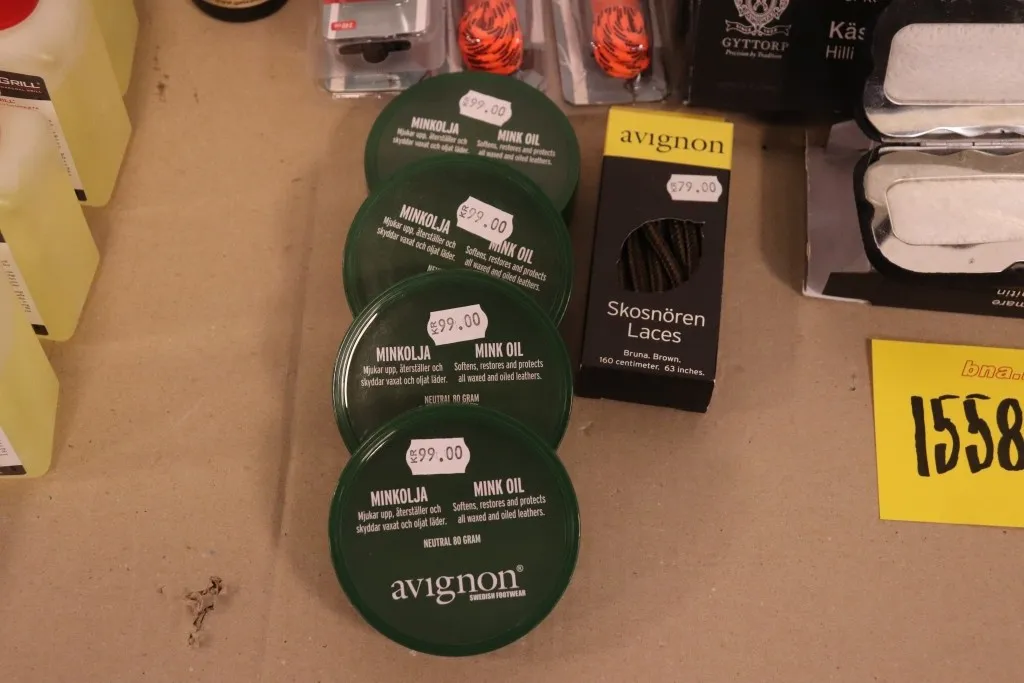 GRILL
GYTTORP
Precision by Tradition
Käs
Hilli
99.00
MINKOLJA
Mjukar upp, återställer och
skyddar vaxat och oljat läder.
MINK OIL
Softens, restores and protects
all waxed and oiled leathers.
KR 99.00
MINKOLJA
Mjukar upp, återställer och
skyddar vaxat och oljat läder.
MINK OIL
Softens, restores and protects
all waxed and oiled leathers.
KR 99.00
MINKOLJA
Mjukar upp, återställer och
skyddar vaxat och oljat läder.
MINK OIL
Softens, restores and protects
all waxed and oiled leathers.
NEUTRAL 80 GRAM
KR 99.00
MINKOLJA
Mjukar upp, återställer och
skyddar vaxat och oljat läder.
MINK OIL
Softens, restores and protects
all waxed and oiled leathers.
NEUTRAL 80 GRAM
avignon®
SWEDISH FOOTWEAR
avignon
79.00
Skosnören
Laces
Bruna. Brown.
160 centimeter. 63 inches.
bna.
1558